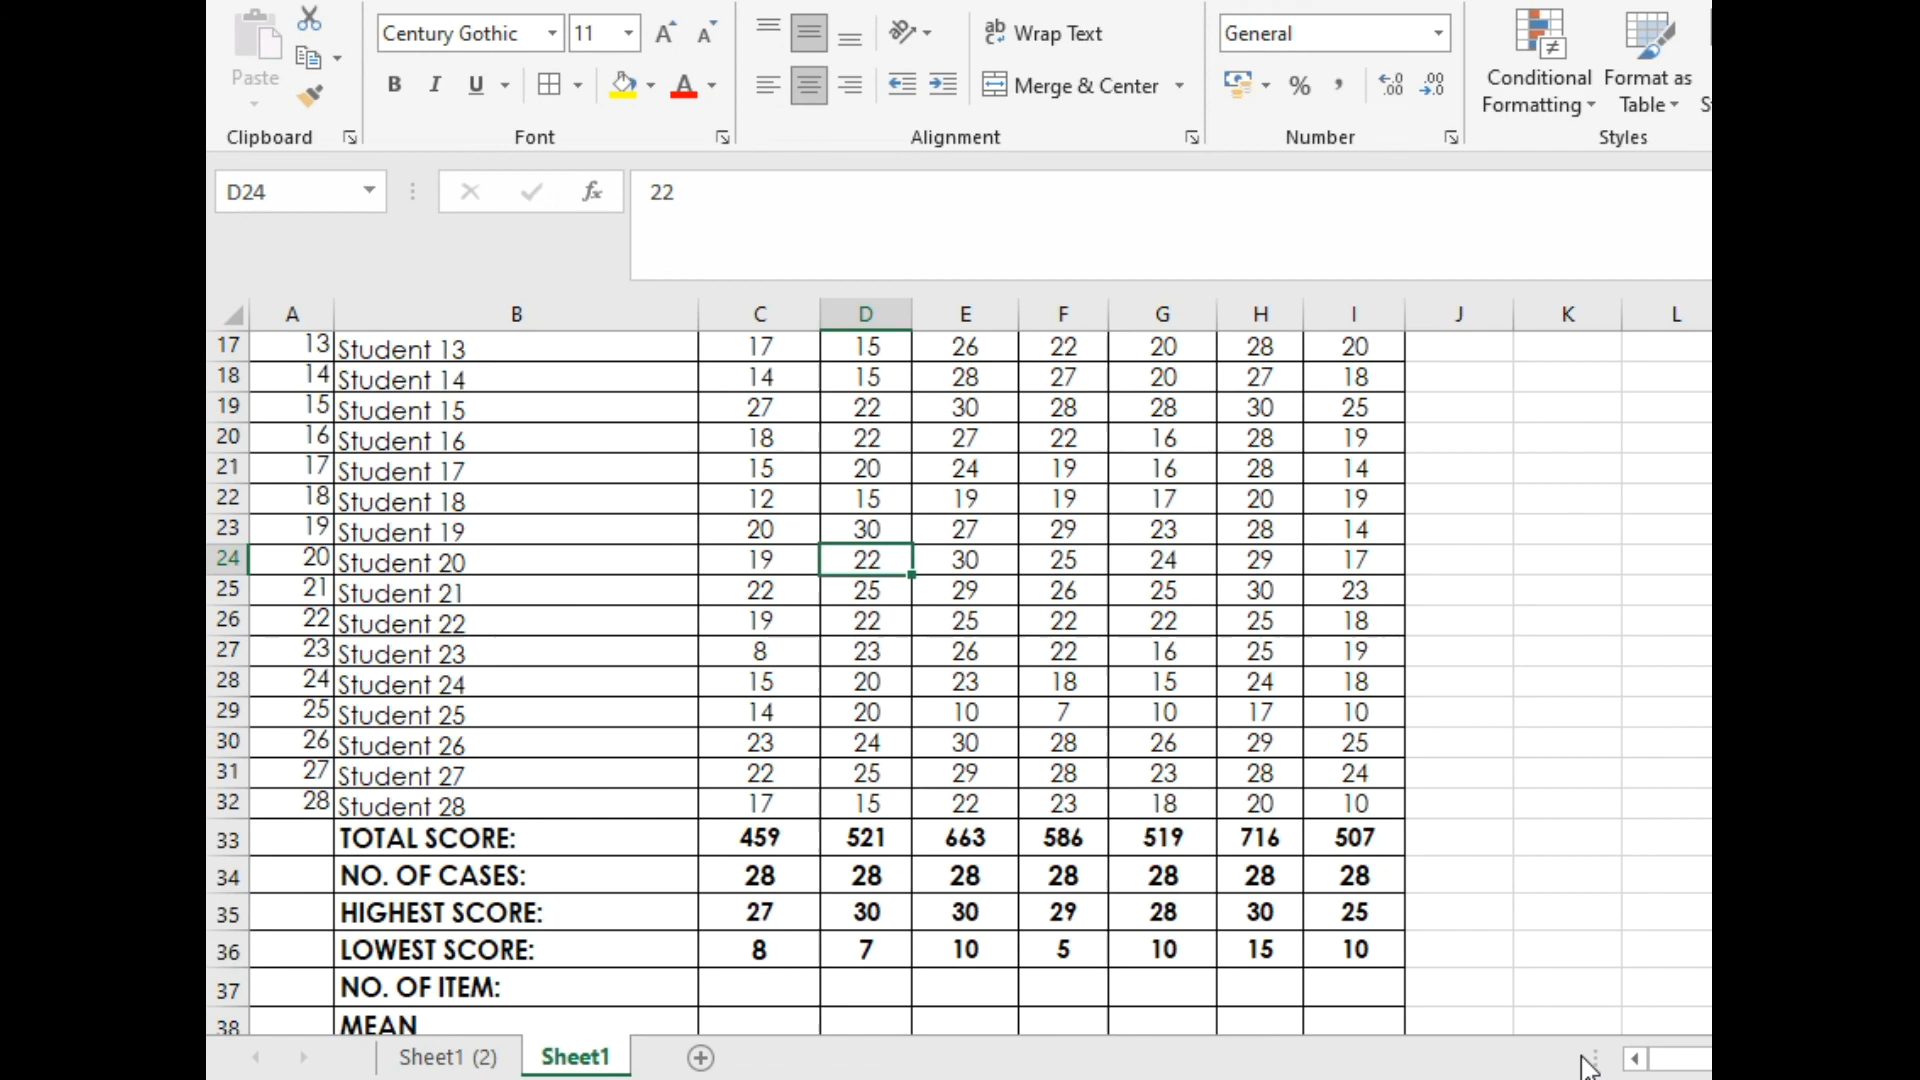 Century Gothic 11 A A ab Wrap Text General
Paste B I U A Merge & Center % , Conditional Formatting Format as Table
Clipboard Font Alignment Number Styles
D24 fx 22
A B C D E F G H I J K L
17 13 Student 13 17 15 26 22 20 28 20
18 14 Student 14 14 15 28 27 20 27 18
19 15 Student 15 27 22 30 28 28 30 25
20 16 Student 16 18 22 27 22 16 28 19
21 17 Student 17 15 20 24 19 16 28 14
22 18 Student 18 12 15 19 19 17 20 19
23 19 Student 19 20 30 27 29 23 28 14
24 20 Student 20 19 22 30 25 24 29 17
25 21 Student 21 22 25 29 26 25 30 23
26 22 Student 22 19 22 25 22 22 25 18
27 23 Student 23 8 23 26 22 16 25 19
28 24 Student 24 15 20 23 18 15 24 18
29 25 Student 25 14 20 10 7 10 17 10
30 26 Student 26 23 24 30 28 26 29 25
31 27 Student 27 22 25 29 28 23 28 24
32 28 Student 28 17 15 22 23 18 20 10
33 TOTAL SCORE: 459 521 663 586 519 716 507
34 NO. OF CASES: 28 28 28 28 28 28 28
35 HIGHEST SCORE: 27 30 30 29 28 30 25
36 LOWEST SCORE: 8 7 10 5 10 15 10
37 NO. OF ITEM:
38 MEAN
Sheet1 (2) Sheet1